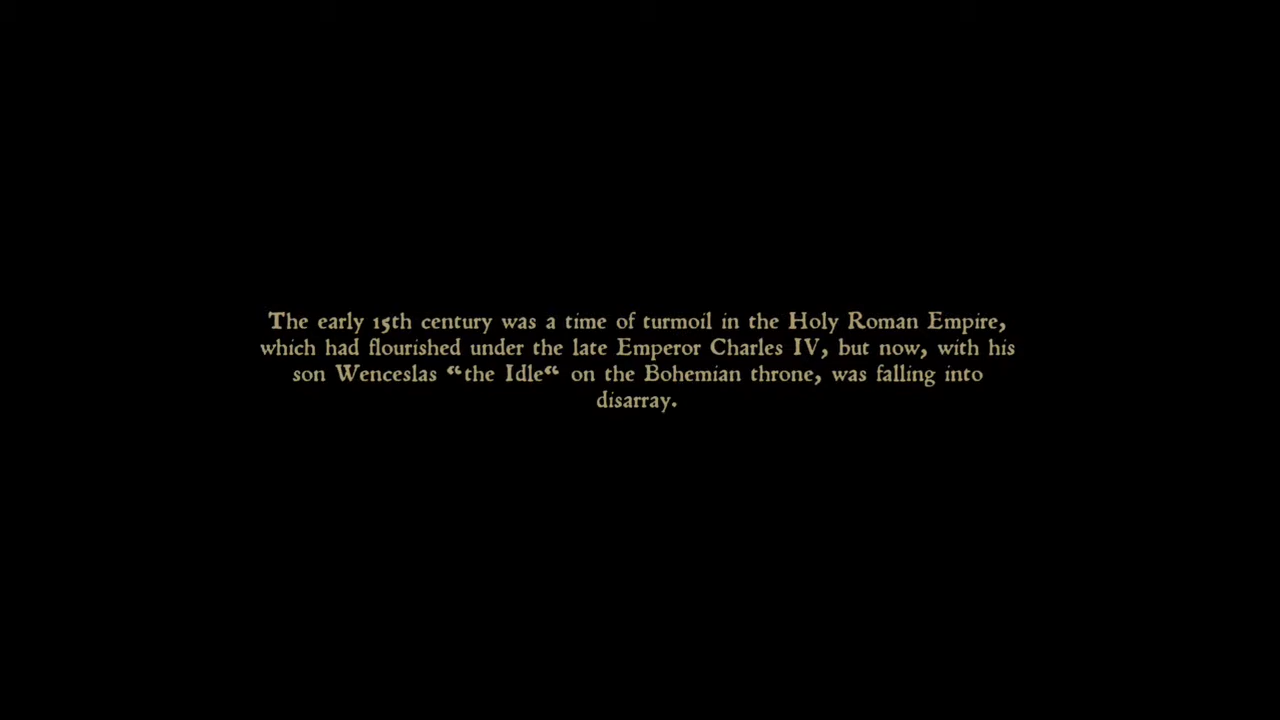 The early 15th century was a time of turmoil in the Holy Roman Empire,
which had flourished under the late Emperor Charles IV, but now, with his
son Wenceslas “the Idle“ on the Bohemian throne, was falling into
disarray.